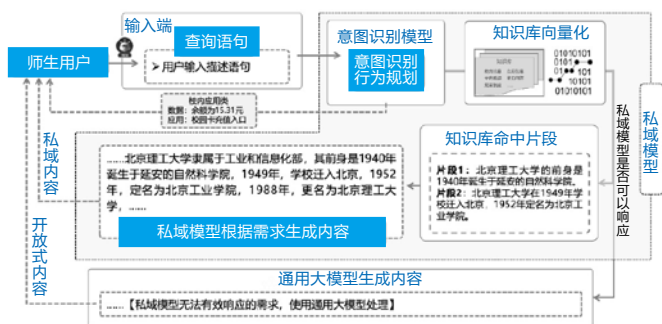 输入端
查询语句
➤用户输入描述语句
师生用户
意图识别模型
意图识别
行为规划
知识库向量化
01010101
0101
01 101
10101
01010101
校内应用类
数据：余额为15.31元
应用：校园卡充值入口
私域内容
开放式内容
......北京理工大学隶属于工业和信息化部，其前身是1940年
诞生于延安的自然科学院，1949年，学校迁入北京，1952
年，定名为北京工业学院，1988年，更名为北京理工大
学，......
私域模型根据需求生成内容
知识库命中片段
片段1：北京理工大学的前身是
1940年诞生于延安的自然科学院。
片段2：北京理工大学在1949年学
校迁入北京，1952年定名为北京工
业学院。
私域模型是否可以响应
私域模型
通用大模型生成内容
......【私域模型无法有效响应的需求，使用通用大模型处理】